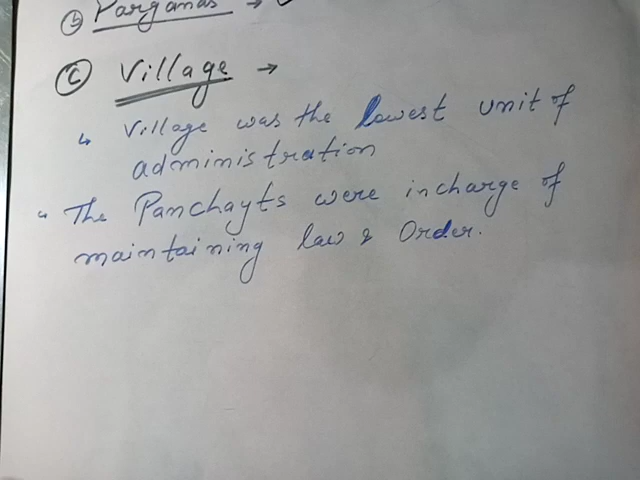 (b) Parganas →
(c) Village →
↳ Village was the lowest unit of
administration
↳ The Panchayts were incharge of
maintaining law & Order.